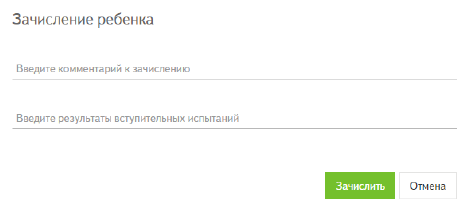 Зачисление ребенка
Введите комментарий к зачислению
Введите результаты вступительных испытаний
Зачислить Отмена